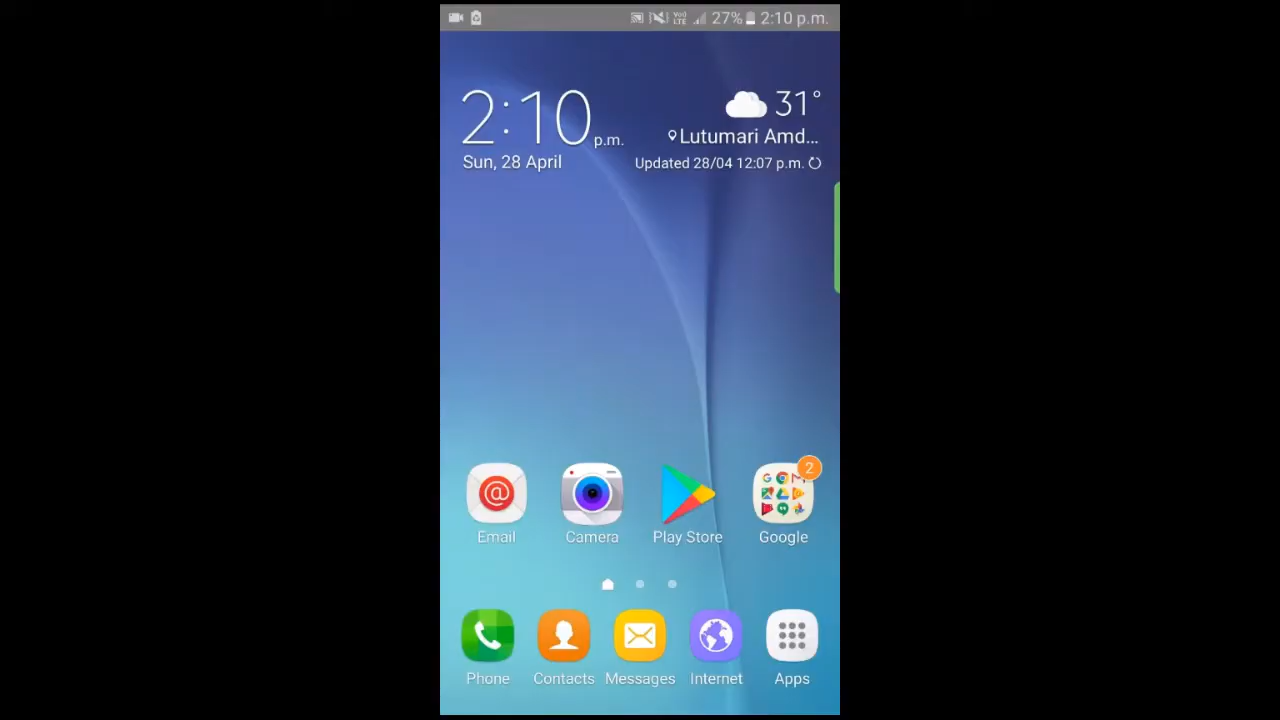 27% 2:10 p.m.
2:10 p.m.
Sun, 28 April
31°
Lutumari Amd...
Updated 28/04 12:07 p.m.
2
Email Camera Play Store Google
Phone Contacts Messages Internet Apps